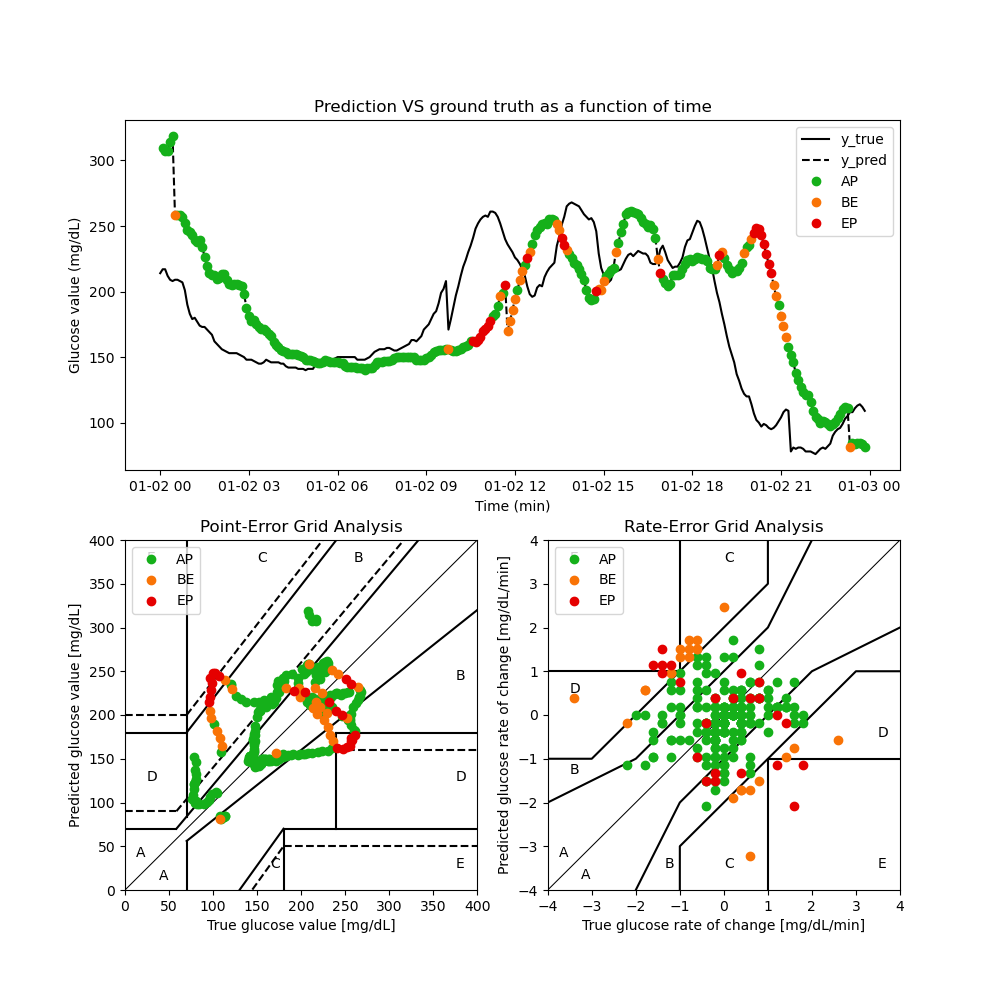 Prediction VS ground truth as a function of time
Glucose value (mg/dL)
300
250
200
150
100
y_true
y_pred
AP
BE
EP
01-02 00 01-02 03 01-02 06 01-02 09 01-02 12 01-02 15 01-02 18 01-02 21 01-03 00
Time (min)
Point-Error Grid Analysis
Predicted glucose value [mg/dL]
400
350
300
250
200
150
100
50
0
AP
BE
EP
C
B
B
D
D
A
A
C
E
0 50 100 150 200 250 300 350 400
True glucose value [mg/dL]
Rate-Error Grid Analysis
Predicted glucose rate of change [mg/dL/min]
4
3
2
1
0
−1
−2
−3
−4
AP
BE
EP
C
D
D
B
A
A
B
C
E
−4 −3 −2 −1 0 1 2 3 4
True glucose rate of change [mg/dL/min]